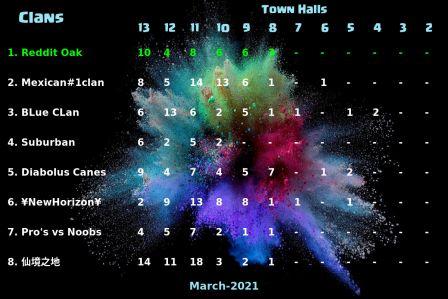 Clans Town Halls
13 12 11 10 9 8 7 6 5 4 3 2
1. Reddit Oak 10 4 8 6 6 - - - - - -
2. Mexican#1clan 8 5 14 13 6 1 - 1 - - - -
3. BLue CLan 6 13 6 2 5 1 1 - 1 2 - -
4. Suburban 6 2 5 2 - - - - - - - -
5. Diabolus Canes 9 4 7 4 5 7 - 1 2 - - -
6. ¥NewHorizon¥ 2 9 13 8 8 1 1 - 1 - - -
7. Pro's vs Noobs 4 5 7 2 1 1 - - - - - -
8. 仙境之地 14 11 18 3 2 1 - - - - - -
March-2021